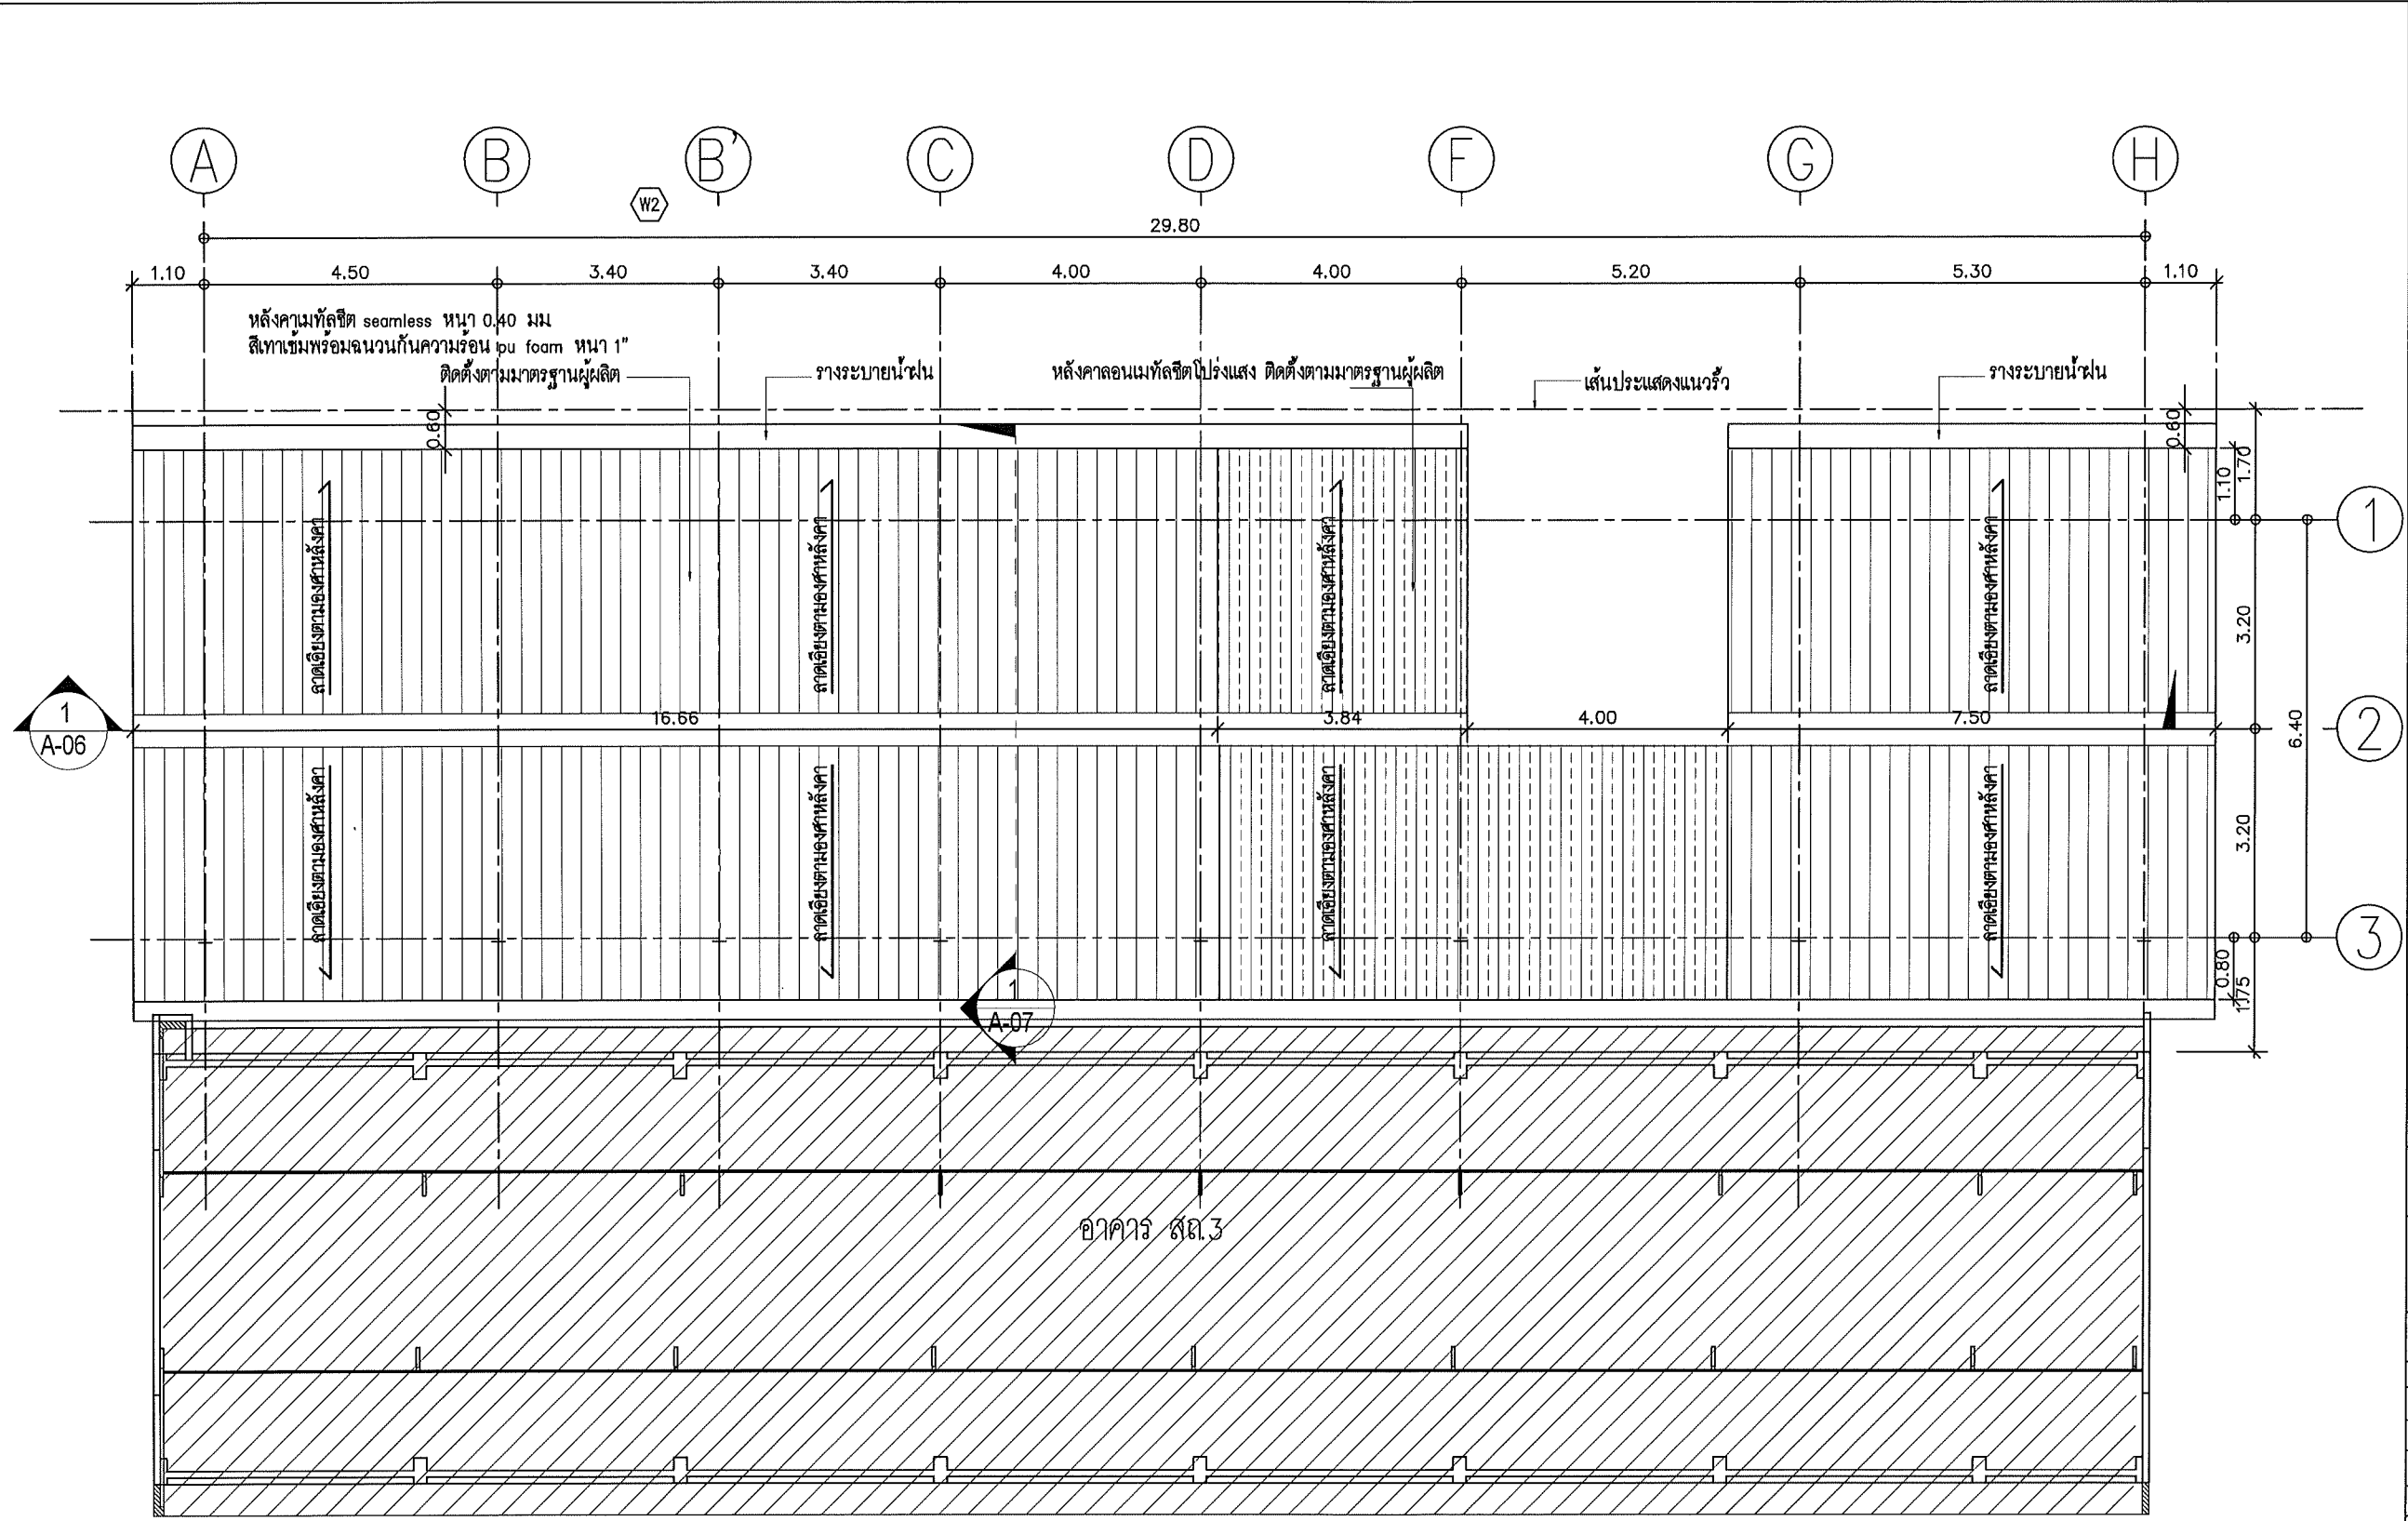 A B B' C D F G H
W2
29.80
1.10 4.50 3.40 3.40 4.00 4.00 5.20 5.30 1.10
หลังคาเมทัลชีต seamless หนา 0.40 มม
สีเทาเข้มพร้อมฉนวนกันความร้อน pu foam หนา 1"
ติดตั้งตามมาตรฐานผู้ผลิต
รางระบายน้ำฝน
หลังคาลอนเมทัลชีตโปร่งแสง ติดตั้งตามมาตรฐานผู้ผลิต
เส้นประแสดงแนวรั้ว
รางระบายน้ำฝน
0.60
0.60
1.10
1.70
1
ลาดเอียงตามองศาหลังคา
ลาดเอียงตามองศาหลังคา
ลาดเอียงตามองศาหลังคา
ลาดเอียงตามองศาหลังคา
3.20
1
A-06
16.66 3.84 4.00 7.50
6.40
2
ลาดเอียงตามองศาหลังคา
ลาดเอียงตามองศาหลังคา
ลาดเอียงตามองศาหลังคา
ลาดเอียงตามองศาหลังคา
3.20
3
0.80
1.75
1
A-07
อาคาร สถ.3